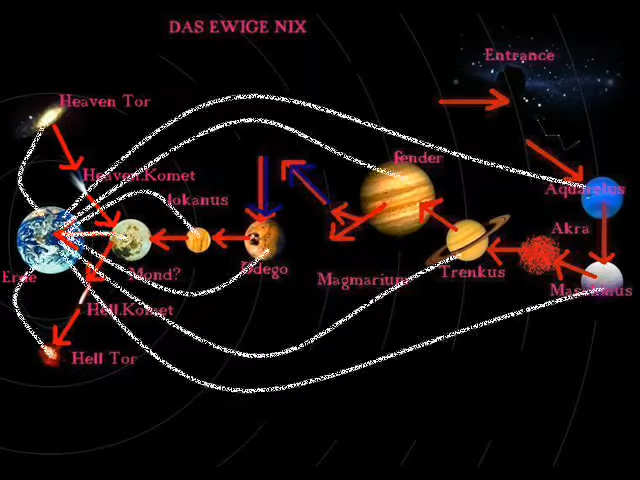 DAS EWIGE NIX
Entrance
Heaven Tor
Fender
Heaven Komet
Aquarelus
Jokanus
Akra
Erde
Mond?
Odego
Magmarium
Trenkus
Hell Komet
Hell Tor